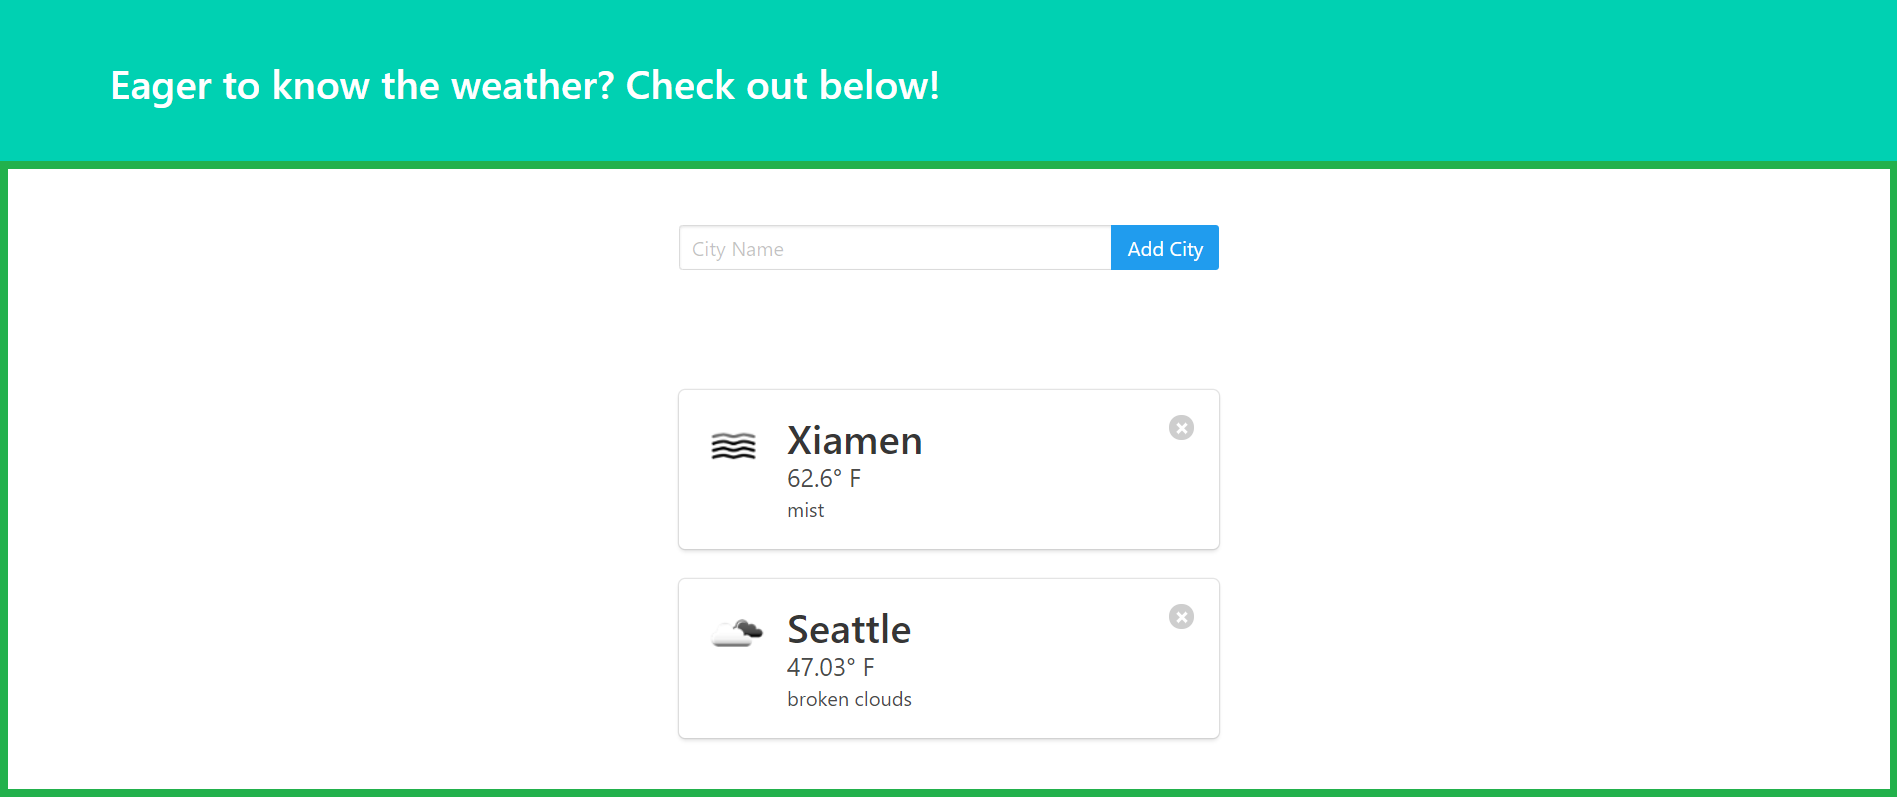 Eager to know the weather? Check out below!
City Name
Add City
Xiamen
62.6° F
mist
Seattle
47.03° F
broken clouds